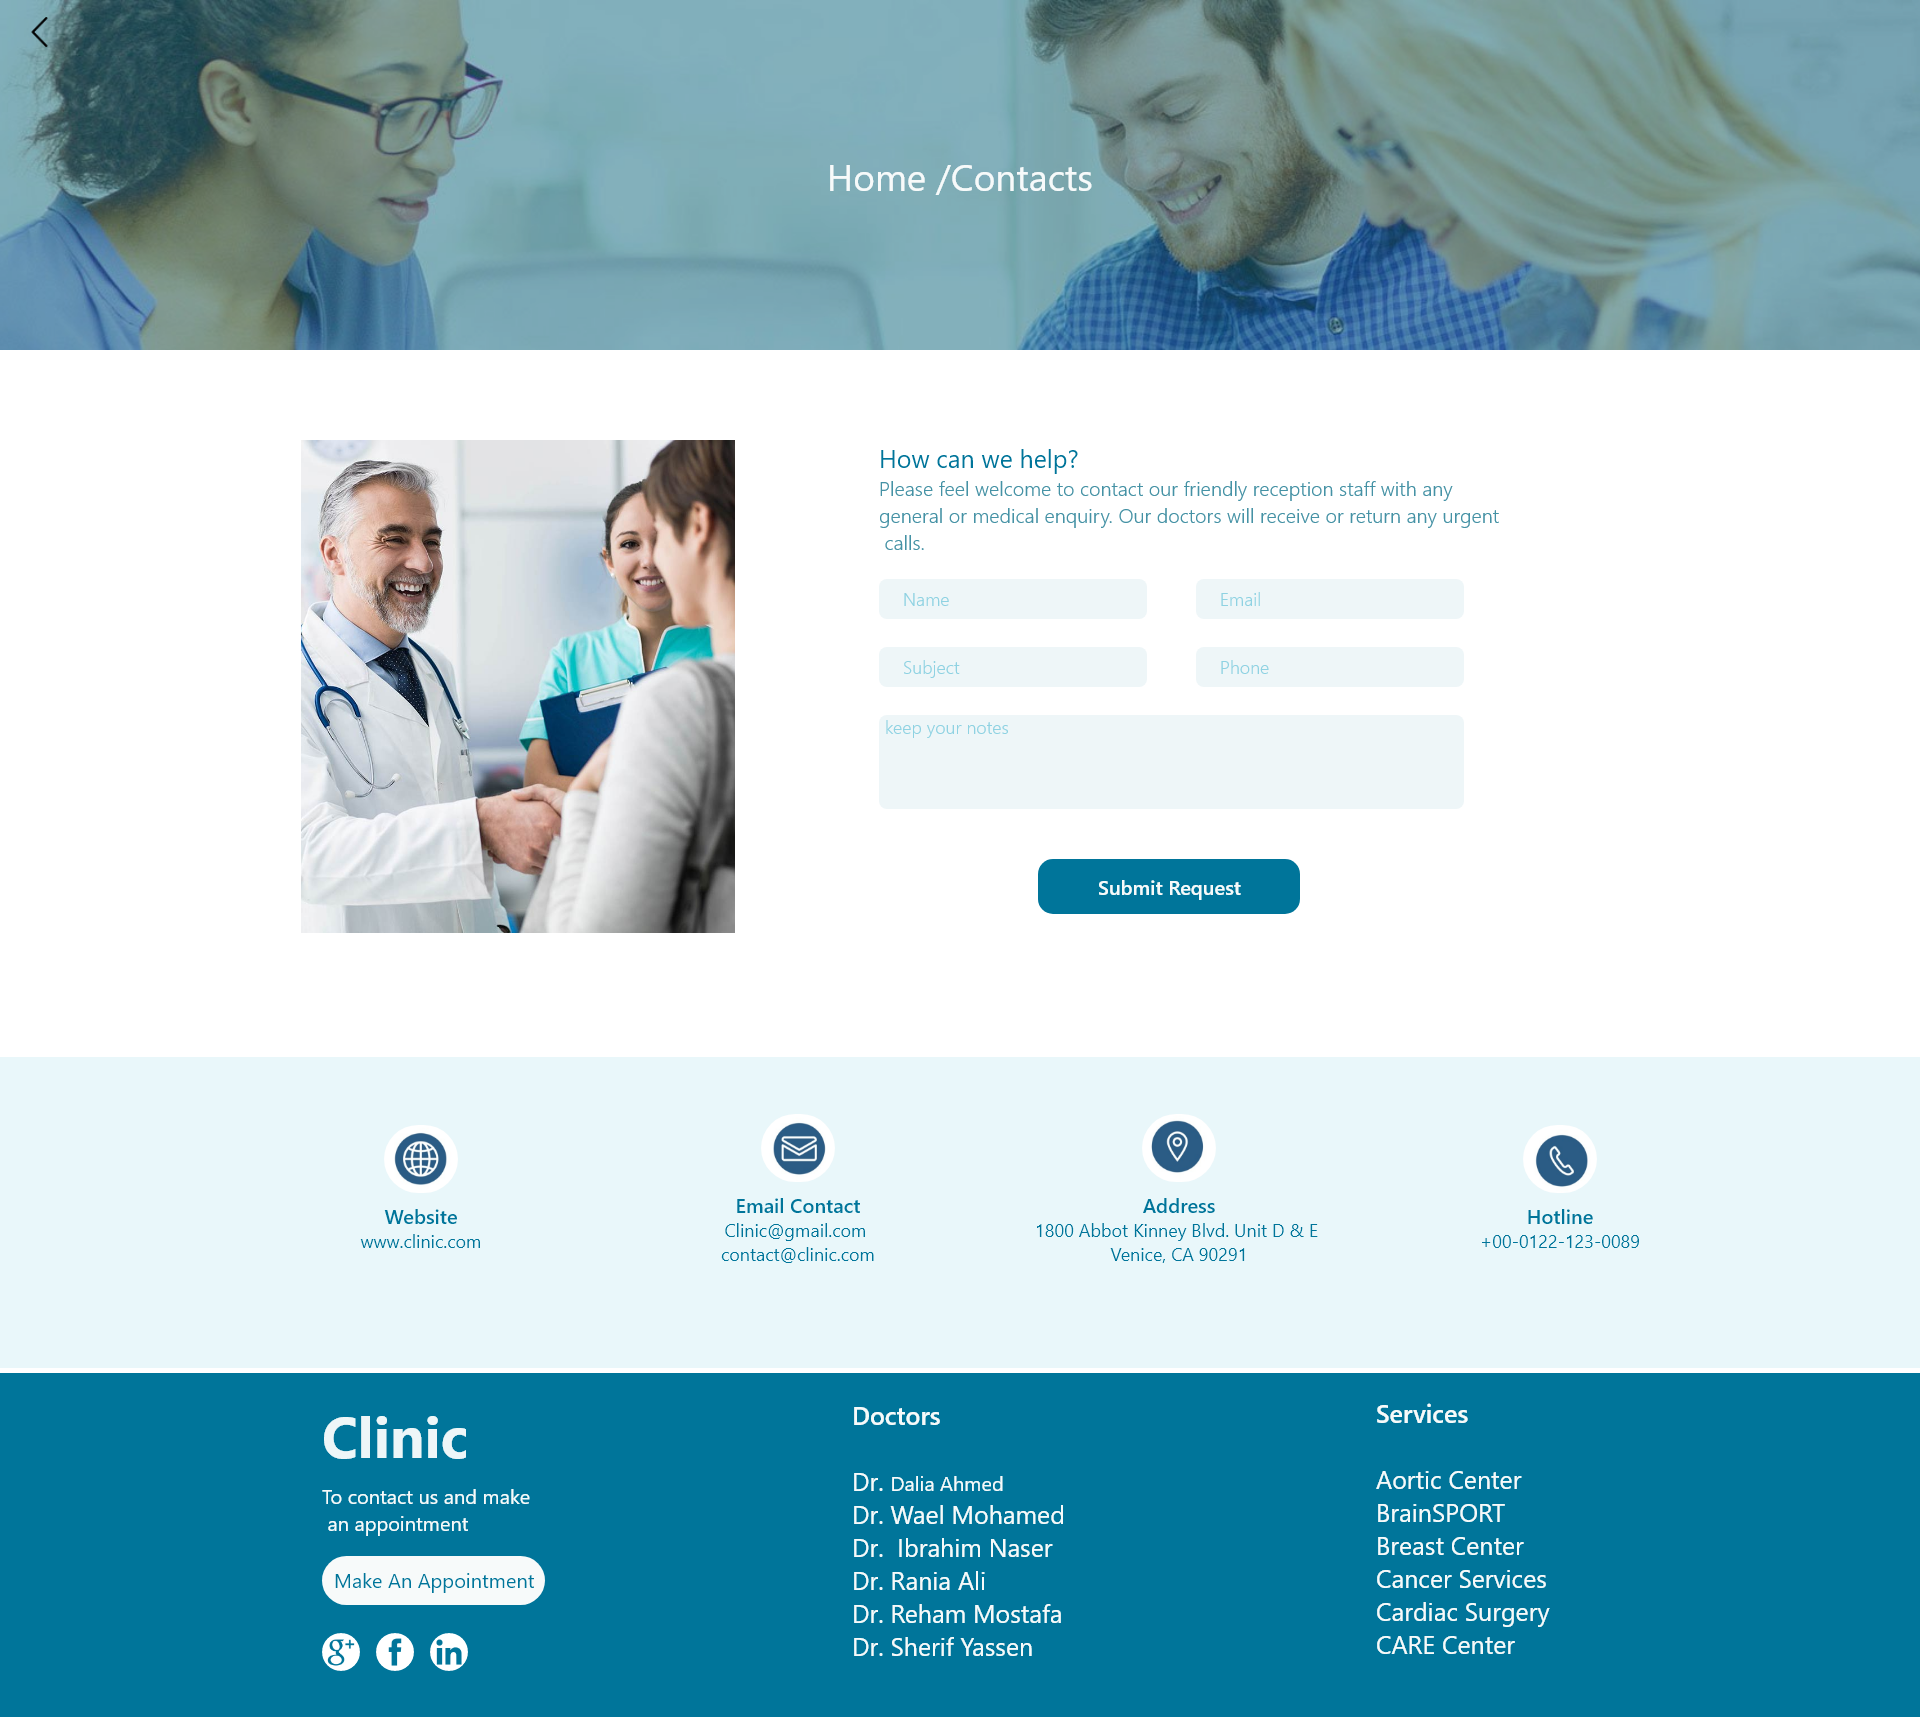 Home /Contacts
How can we help?
Please feel welcome to contact our friendly reception staff with any
general or medical enquiry. Our doctors will receive or return any urgent
calls.
Name
Email
Subject
Phone
keep your notes
Submit Request
Website
www.clinic.com
Email Contact
Clinic@gmail.com
contact@clinic.com
Address
1800 Abbot Kinney Blvd. Unit D & E
Venice, CA 90291
Hotline
+00-0122-123-0089
Clinic
To contact us and make
an appointment
Make An Appointment
g+
f
in
Doctors
Dr. Dalia Ahmed
Dr. Wael Mohamed
Dr. Ibrahim Naser
Dr. Rania Ali
Dr. Reham Mostafa
Dr. Sherif Yassen
Services
Aortic Center
BrainSPORT
Breast Center
Cancer Services
Cardiac Surgery
CARE Center